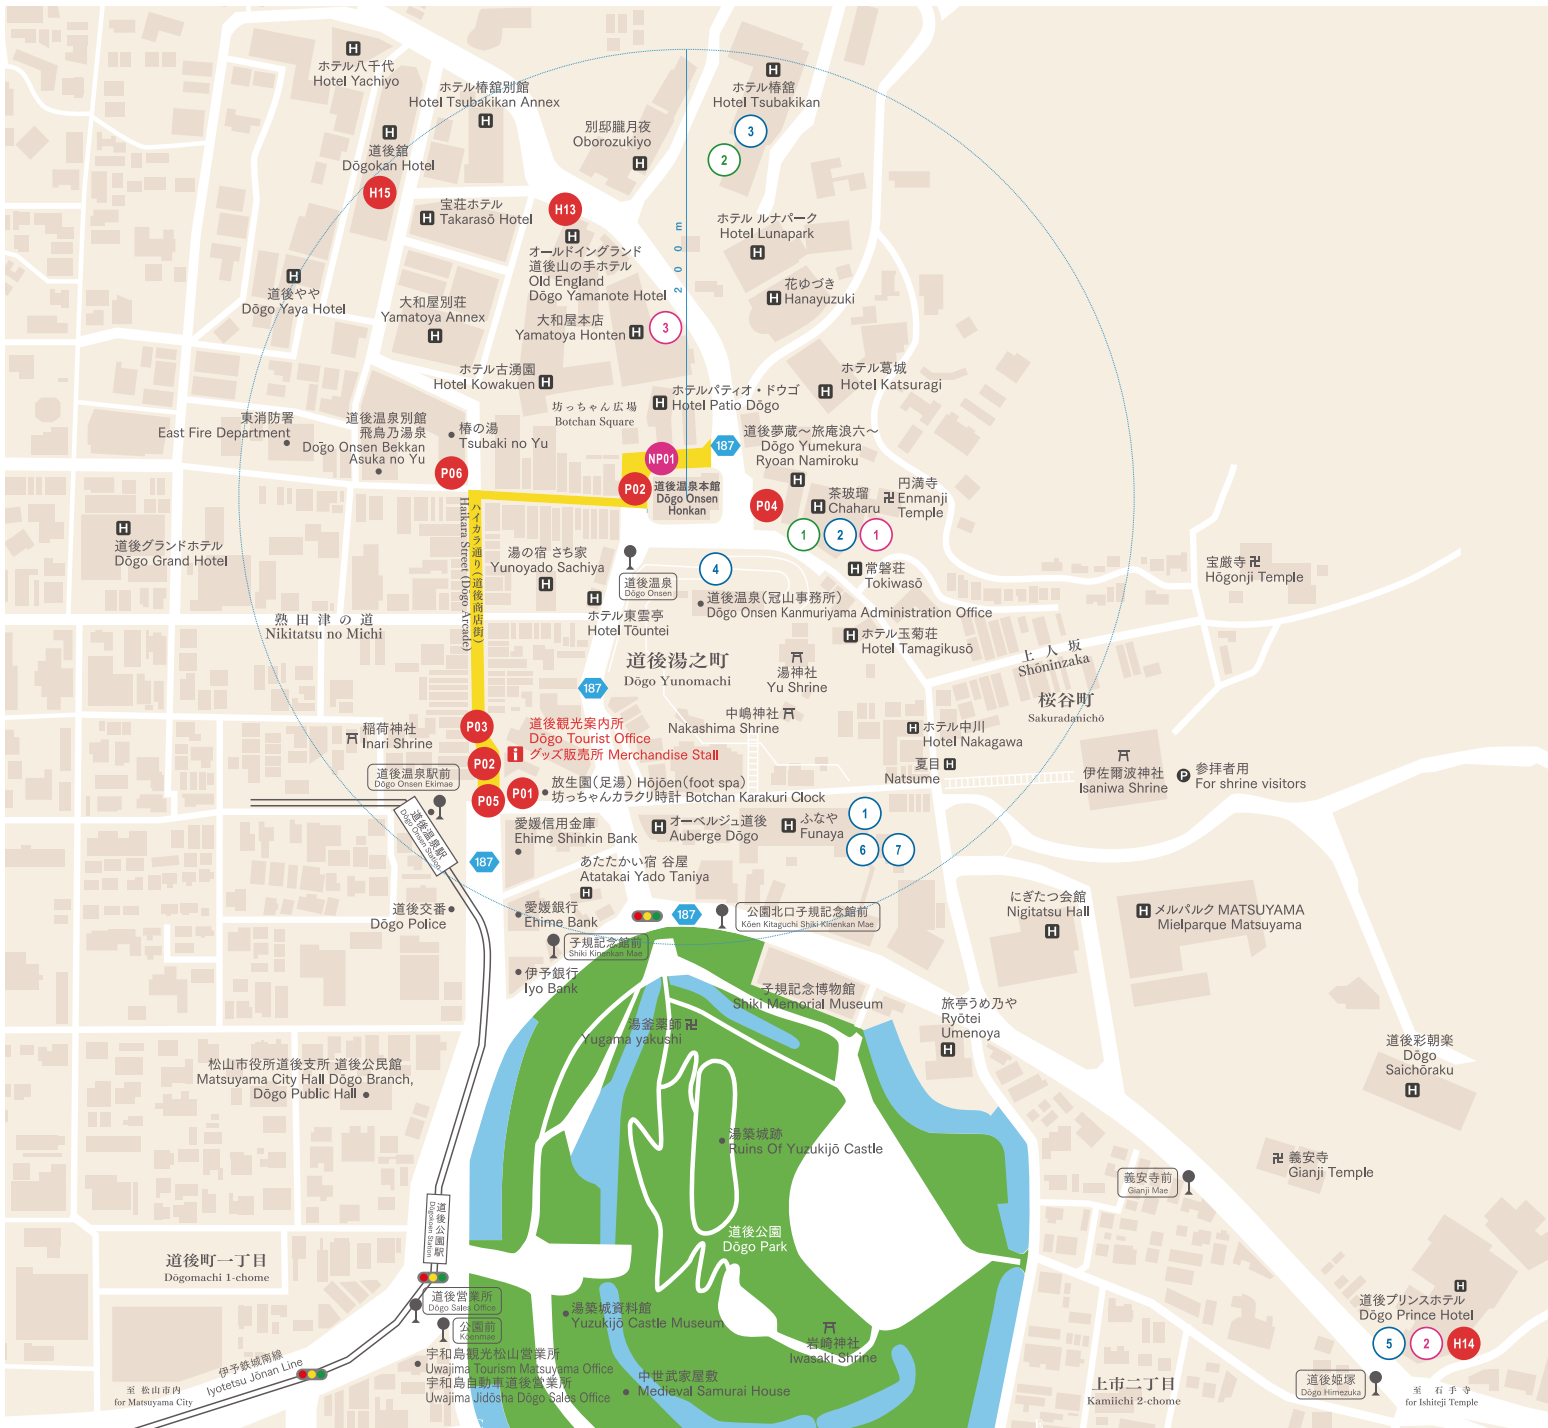 ホテル八千代
Hotel Yachiyo
ホテル椿舘別館
Hotel Tsubakikan Annex
ホテル椿舘
Hotel Tsubakikan
3
2
別邸朧月夜
Oborozukiyo
道後舘
Dōgokan Hotel
H15
宝荘ホテル
Takarasō Hotel
H13
オールドイングランド
道後山の手ホテル
Old England
Dōgo Yamanote Hotel
200m
ホテル ルナパーク
Hotel Lunapark
花ゆづき
Hanayuzuki
道後やや
Dōgo Yaya Hotel
大和屋別荘
Yamatoya Annex
大和屋本店
Yamatoya Honten
3
ホテル古湧園
Hotel Kowakuen
ホテル葛城
Hotel Katsuragi
坊っちゃん広場
Botchan Square
ホテルパティオ・ドウゴ
Hotel Patio Dōgo
東消防署
East Fire Department
道後温泉別館
飛鳥乃湯泉
Dōgo Onsen Bekkan
Asuka no Yu
椿の湯
Tsubaki no Yu
P06
NP01
187
P02
道後温泉本館
Dōgo Onsen
Honkan
道後夢蔵〜旅庵浪六〜
Dōgo Yumekura
Ryoan Namiroku
P04
茶玻瑠
Chaharu
円満寺
Enmanji
Temple
1
2
1
道後グランドホテル
Dōgo Grand Hotel
ハイカラ通り(道後商店街)
Haikara Street (Dōgo Arcade)
湯の宿 さち家
Yunoyado Sachiya
道後温泉
Dōgo Onsen
4
常磐荘
Tokiwasō
宝厳寺
Hōgonji Temple
道後温泉(冠山事務所)
Dōgo Onsen Kanmuriyama Administration Office
ホテル東雲亭
Hotel Tōuntei
熟田津の道
Nikitatsu no Michi
ホテル玉菊荘
Hotel Tamagikusō
上人坂
Shōninzaka
道後湯之町
Dōgo Yunomachi
湯神社
Yu Shrine
187
桜谷町
Sakuradanichō
中嶋神社
Nakashima Shrine
稲荷神社
Inari Shrine
P03
道後観光案内所
Dōgo Tourist Office
グッズ販売所 Merchandise Stall
ホテル中川
Hotel Nakagawa
夏目
Natsume
伊佐爾波神社
Isaniwa Shrine
P
参拝者用
For shrine visitors
道後温泉駅前
Dōgo Onsen Ekimae
P02
P05
P01
放生園(足湯) Hōjōen(foot spa)
坊っちゃんカラクリ時計 Botchan Karakuri Clock
道後温泉駅
Dōgo Onsen Station
愛媛信用金庫
Ehime Shinkin Bank
オーベルジュ道後
Auberge Dōgo
ふなや
Funaya
1
6
7
187
あたたかい宿 谷屋
Atatakai Yado Taniya
道後交番
Dōgo Police
愛媛銀行
Ehime Bank
187
公園北口子規記念館前
Kōen Kitaguchi Shiki Kinenkan Mae
にぎたつ会館
Nigitatsu Hall
メルパルク MATSUYAMA
Mielparque Matsuyama
子規記念館前
Shiki Kinenkan Mae
伊予銀行
Iyo Bank
子規記念博物館
Shiki Memorial Museum
旅亭うめ乃や
Ryōtei
Umenoya
湯釜薬師
Yugama yakushi
松山市役所道後支所 道後公民館
Matsuyama City Hall Dōgo Branch,
Dōgo Public Hall
道後彩朝楽
Dōgo
Saichōraku
湯築城跡
Ruins Of Yuzukijō Castle
義安寺
Gianji Temple
義安寺前
Gianji Mae
道後公園駅
Dōgokoen Station
道後公園
Dōgo Park
道後町一丁目
Dōgomachi 1-chome
道後営業所
Dōgo Sales Office
公園前
Kōenmae
湯築城資料館
Yuzukijō Castle Museum
岩崎神社
Iwasaki Shrine
道後プリンスホテル
Dōgo Prince Hotel
5
2
H14
宇和島観光松山営業所
Uwajima Tourism Matsuyama Office
宇和島自動車道後営業所
Uwajima Jidōsha Dōgo Sales Office
伊予鉄城南線
Iyotetsu Jōnan Line
至 松山市内
for Matsuyama City
中世武家屋敷
Medieval Samurai House
上市二丁目
Kamiichi 2-chome
道後姫塚
Dōgo Himezuka
至 石手寺
for Ishiteji Temple